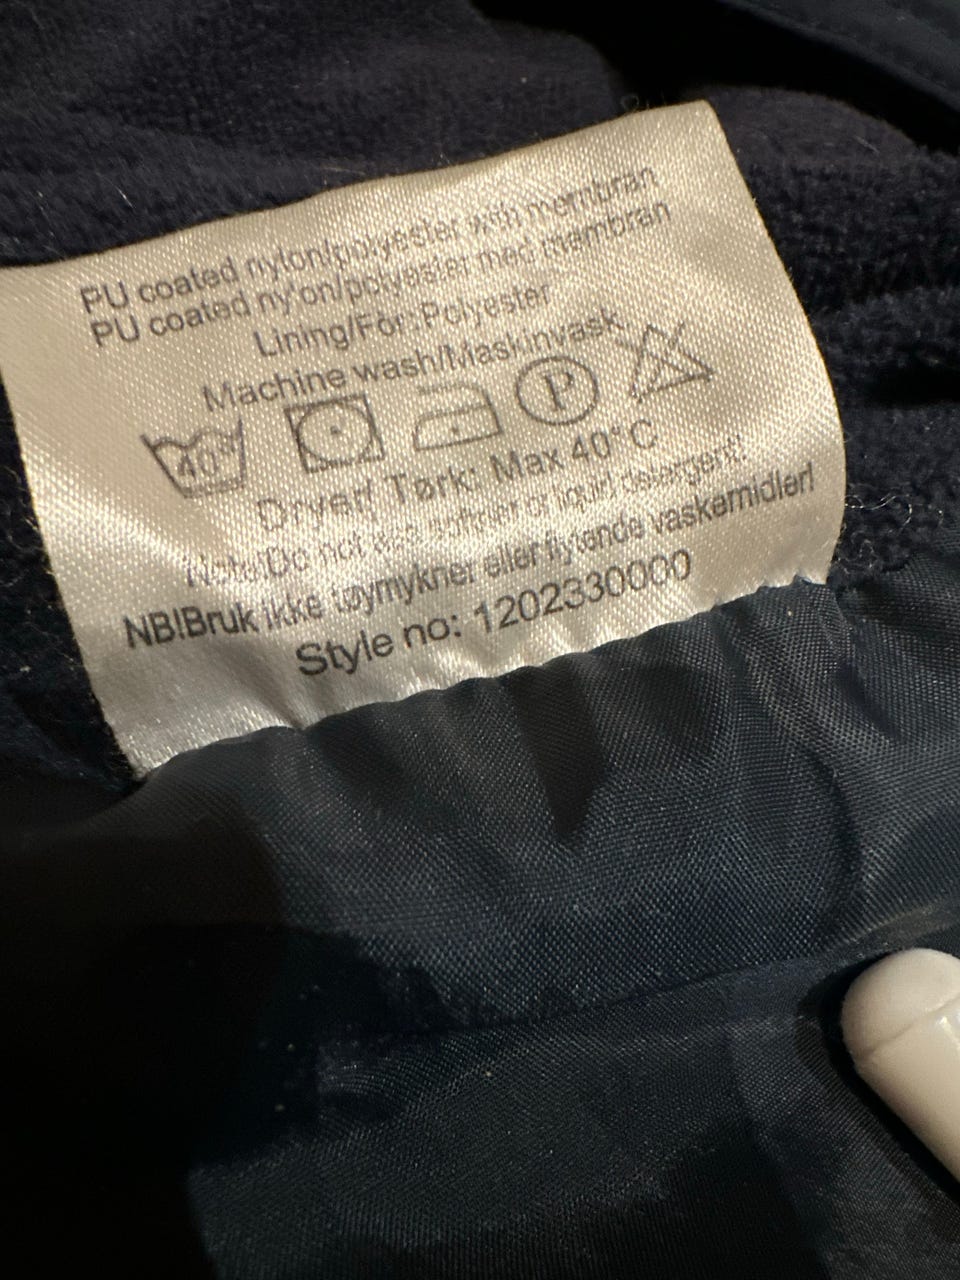 PU coated nylon/polyester with membran
PU coated nylon/polyester med membran
Lining/Fôr: Polyester
Machine wash/Maskinvask
40° P
Dryer/ Tørk: Max 40°C
Note!Do not use softner or liquid detergent!
NB!Bruk ikke tøymykner eller flytende vaskemidler!
Style no: 1202330000